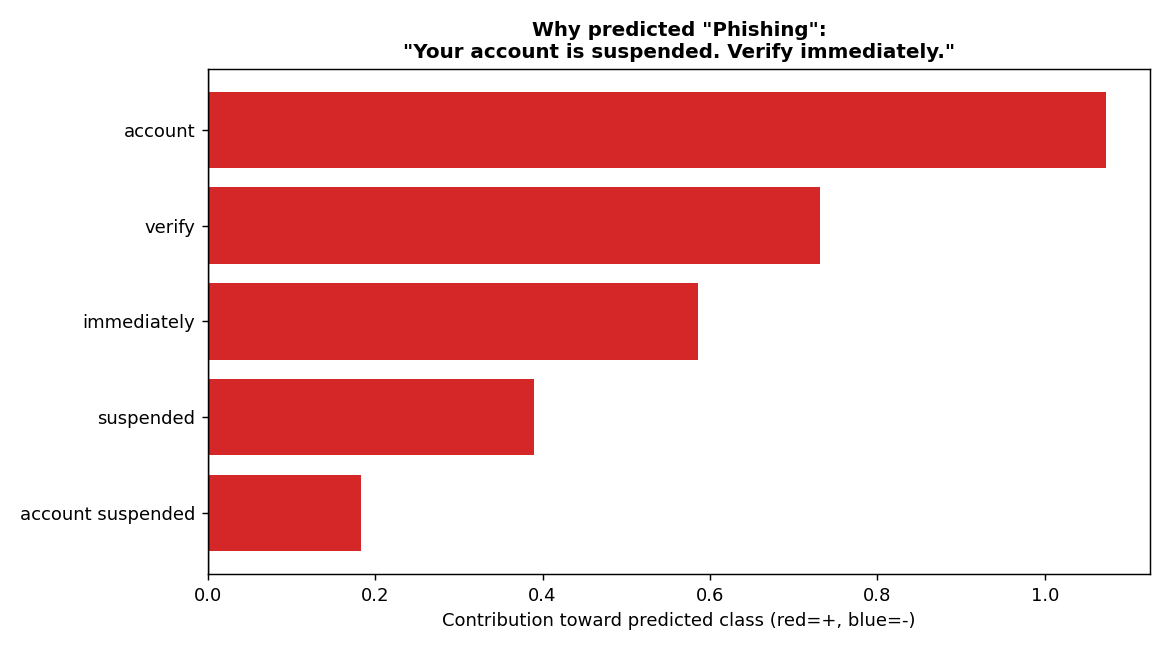 Why predicted "Phishing":
"Your account is suspended. Verify immediately."
account
verify
immediately
suspended
account suspended
0.0 0.2 0.4 0.6 0.8 1.0
Contribution toward predicted class (red=+, blue=-)